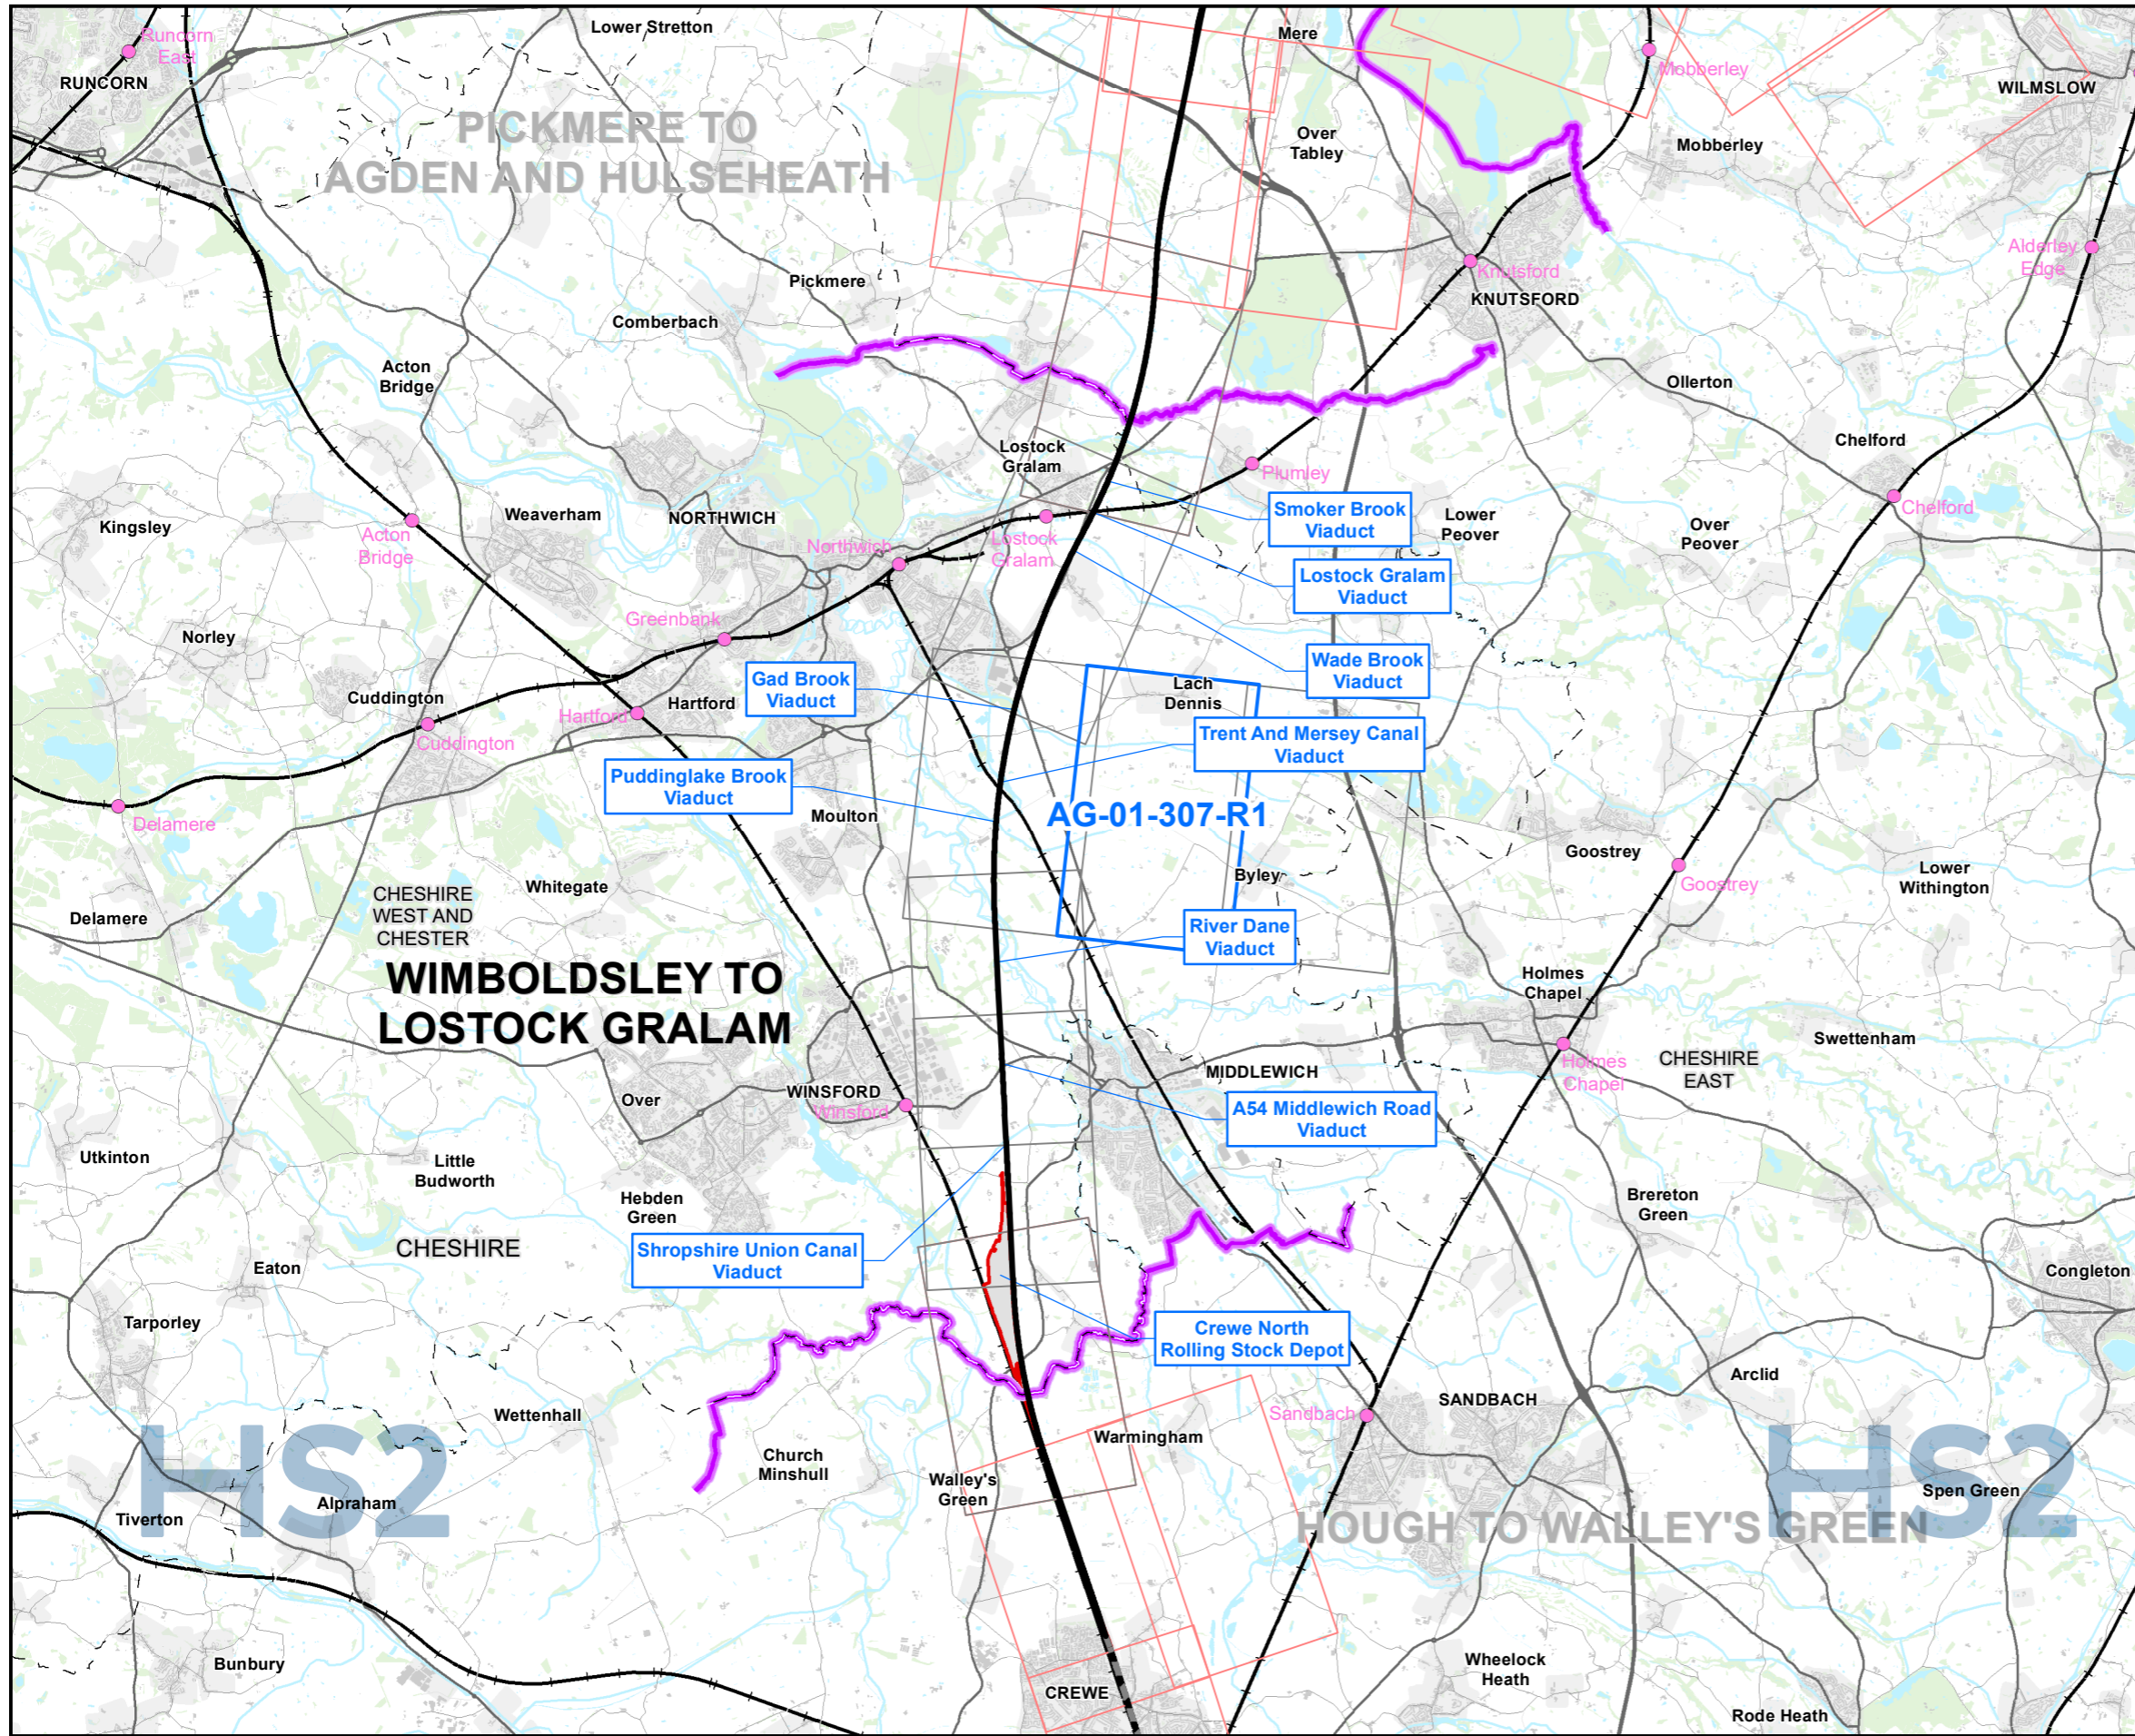 Runcorn
East
RUNCORN
Lower Stretton
Mere
Mobberley
WILMSLOW
PICKMERE TO
AGDEN AND HULSEHEATH
Over
Tabley
Mobberley
Alderley
Edge
Pickmere
Knutsford
KNUTSFORD
Comberbach
Acton
Bridge
Ollerton
Chelford
Lostock
Gralam
Plumley
Chelford
Kingsley
Weaverham
NORTHWICH
Acton
Bridge
Northwich
Lostock
Gralam
Smoker Brook
Viaduct
Lower
Peover
Over
Peover
Lostock Gralam
Viaduct
Norley
Greenbank
Wade Brook
Viaduct
Gad Brook
Viaduct
Lach
Dennis
Cuddington
Hartford
Hartford
Cuddington
Trent And Mersey Canal
Viaduct
Puddinglake Brook
Viaduct
Moulton
AG-01-307-R1
Delamere
Goostrey
Goostrey
Lower
Withington
Byley
Whitegate
CHESHIRE
WEST AND
CHESTER
Delamere
River Dane
Viaduct
WIMBOLDSLEY TO
LOSTOCK GRALAM
Holmes
Chapel
Swettenham
Holmes
Chapel
CHESHIRE
EAST
MIDDLEWICH
WINSFORD
Winsford
Over
A54 Middlewich Road
Viaduct
Utkinton
Little
Budworth
Hebden
Green
Brereton
Green
Shropshire Union Canal
Viaduct
CHESHIRE
Eaton
Congleton
Tarporley
Crewe North
Rolling Stock Depot
Arclid
Wettenhall
Sandbach
SANDBACH
Warmingham
Church
Minshull
Walley's
Green
HS2
HS2
Alpraham
Tiverton
Spen Green
HOUGH TO WALLEY'S GREEN
Bunbury
Wheelock
Heath
CREWE
Rode Heath